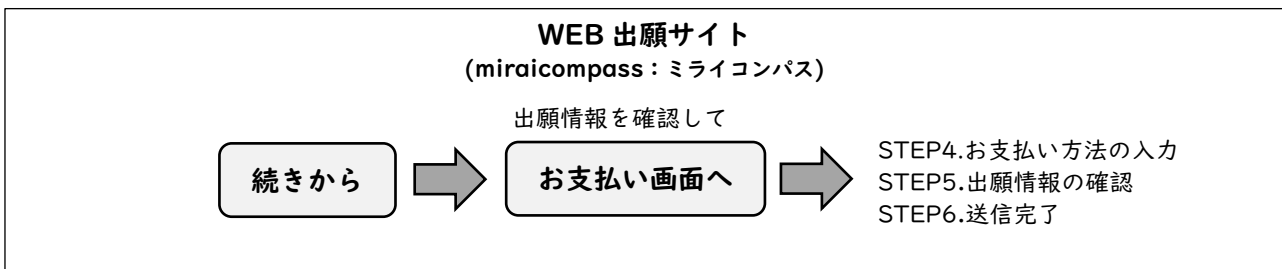 WEB 出願サイト
(miraicompass：ミライコンパス)
出願情報を確認して
続きから
お支払い画面へ
STEP4.お支払い方法の入力
STEP5.出願情報の確認
STEP6.送信完了